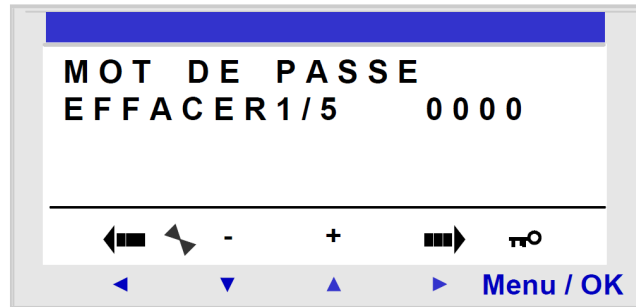 MOT DE PASSE
EFFACER1/5 0000
- +
Menu / OK